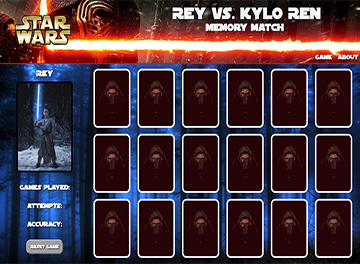 STAR
WARS
REY VS. KYLO REN
MEMORY MATCH
GAME ABOUT
REY
GAMES PLAYED:
ATTEMPTS:
ACCURACY:
RESET GAME